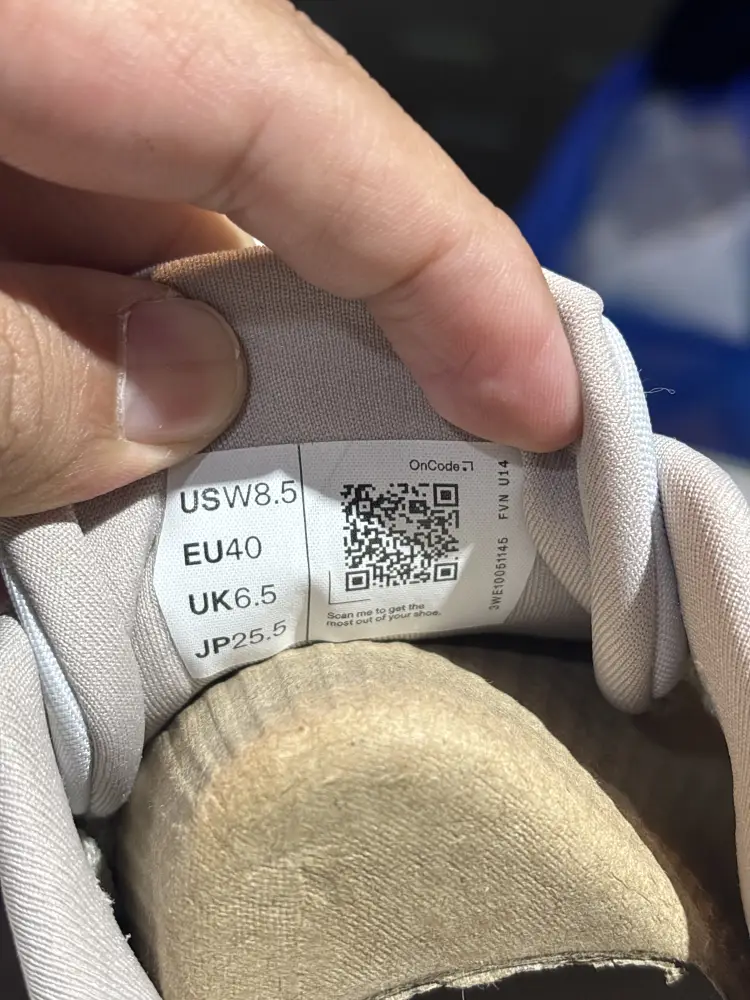 USW8.5
EU40
UK6.5
JP25.5
OnCode
Scan me to get the
most out of your shoe.
3WE10051145 FVN U14